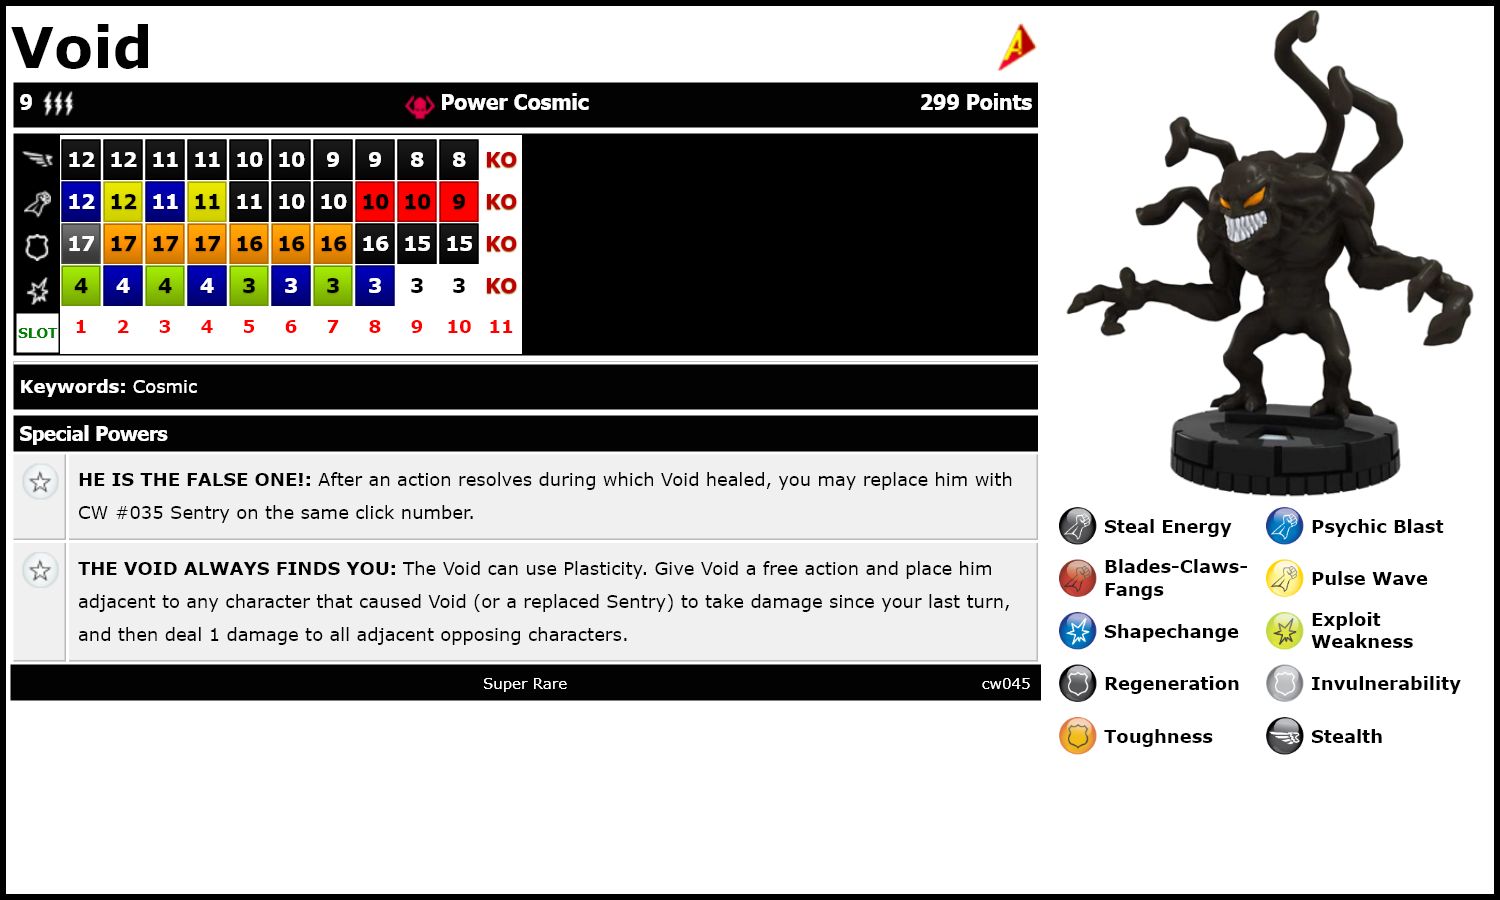 Void
A
9 Power Cosmic 299 Points
12 12 11 11 10 10 9 9 8 8 KO
12 12 11 11 11 10 10 10 10 9 KO
17 17 17 17 16 16 16 16 15 15 KO
4 4 4 4 3 3 3 3 3 3 KO
SLOT 1 2 3 4 5 6 7 8 9 10 11
Keywords: Cosmic
Special Powers
HE IS THE FALSE ONE!: After an action resolves during which Void healed, you may replace him with
CW #035 Sentry on the same click number.
THE VOID ALWAYS FINDS YOU: The Void can use Plasticity. Give Void a free action and place him
adjacent to any character that caused Void (or a replaced Sentry) to take damage since your last turn,
and then deal 1 damage to all adjacent opposing characters.
Super Rare cw045
Steal Energy Psychic Blast
Blades-Claws-
Fangs
Pulse Wave
Shapechange
Exploit
Weakness
Regeneration Invulnerability
Toughness Stealth